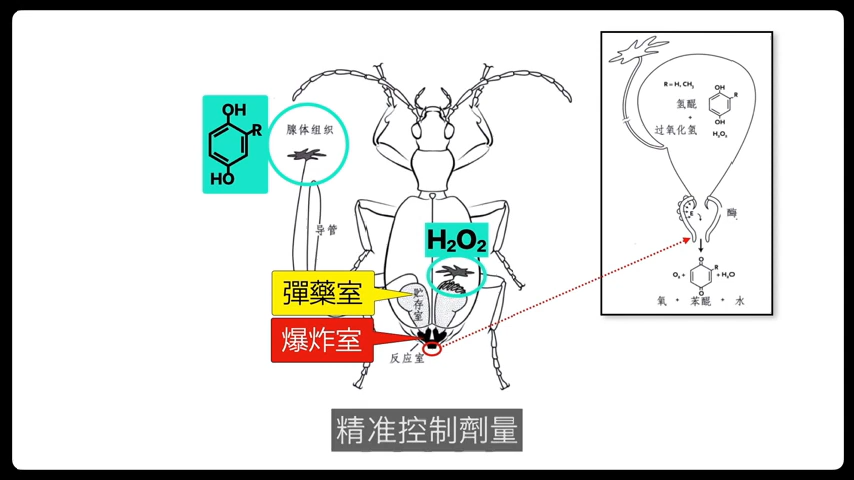 OH
R
HO
腺体组织
导管
H₂O₂
彈藥室
贮存室
爆炸室
反应室
R=H, CH₃
OH
R
OH
氢醌
+
过氧化氢
H₂O₂
E
酶
O
R
O
O₂ +
+ H₂O
氧 + 苯醌 + 水
精准控制劑量